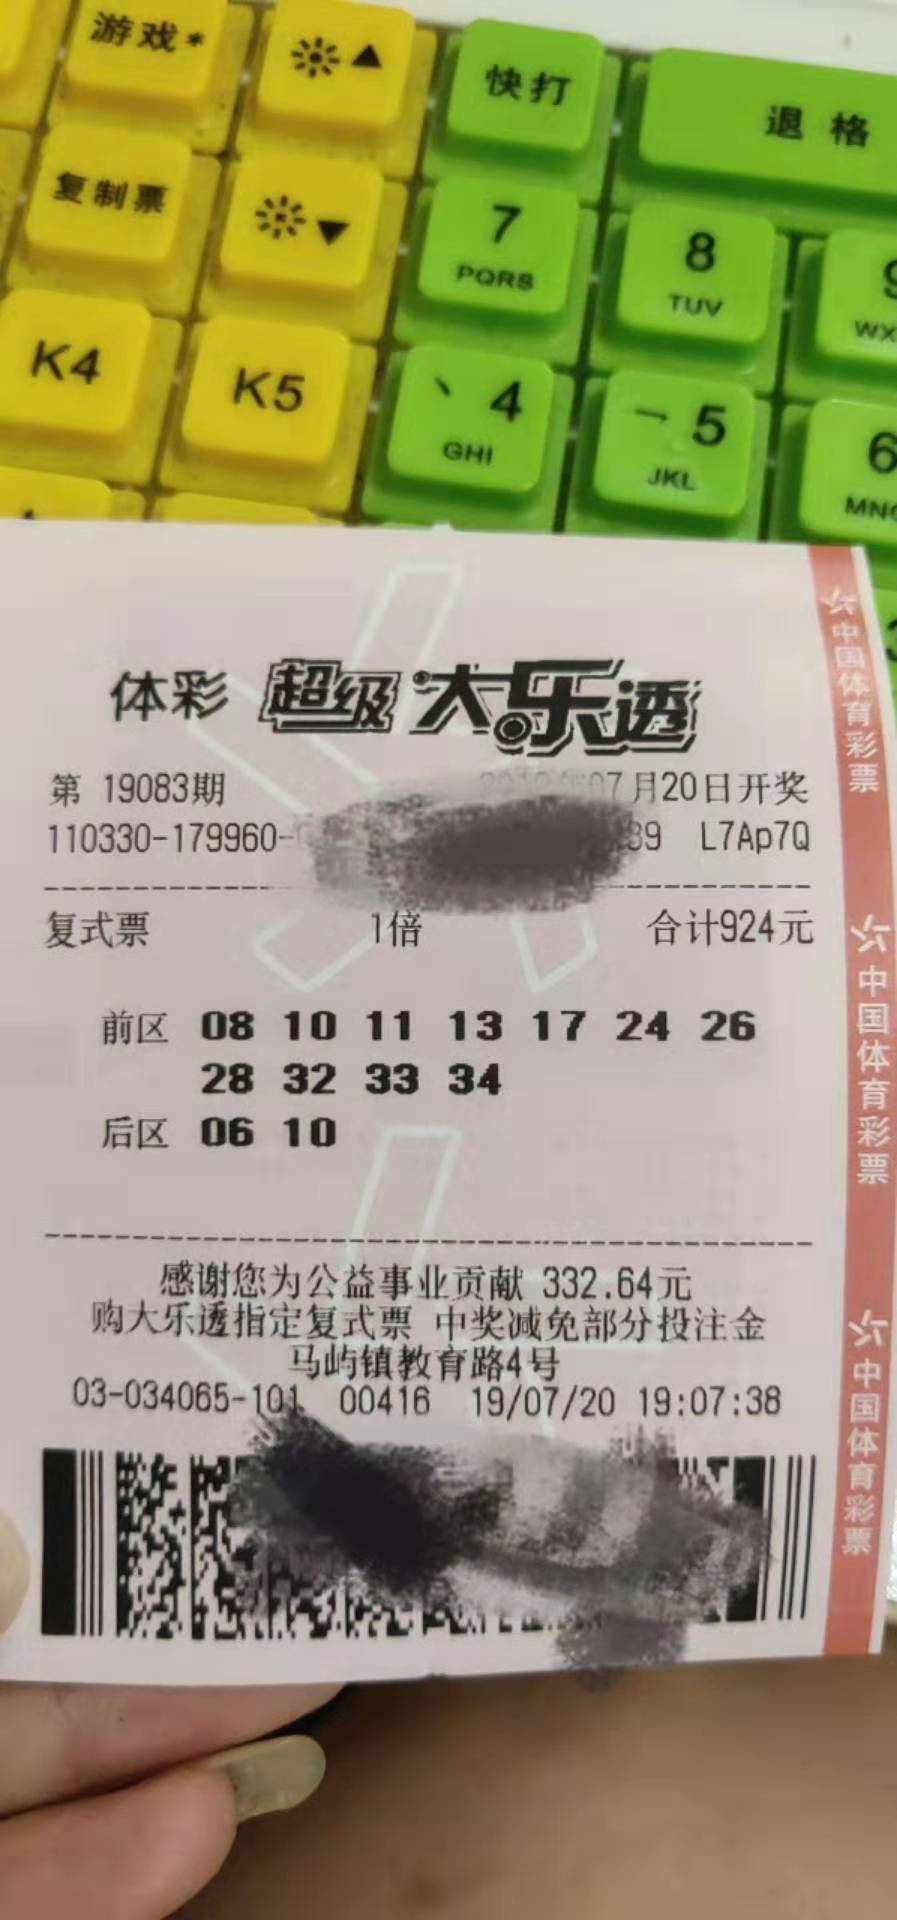 游戏*
快打
退格
复制票
7
PQRS
8
TUV
9
WX
K4
K5
、4
GHI
乛5
JKL
6
MN
体彩 超级大乐透
第 19083期
07月20日开奖
110330-179960-
89 L7Ap7Q
复式票 1倍 合计924元
前区 08 10 11 13 17 24 26
28 32 33 34
后区 06 10
感谢您为公益事业贡献 332.64元
购大乐透指定复式票 中奖减免部分投注金
马屿镇教育路4号
03-034065-101 00416 19/07/20 19:07:38
中国体育彩票
中国体育彩票
中国体育彩票